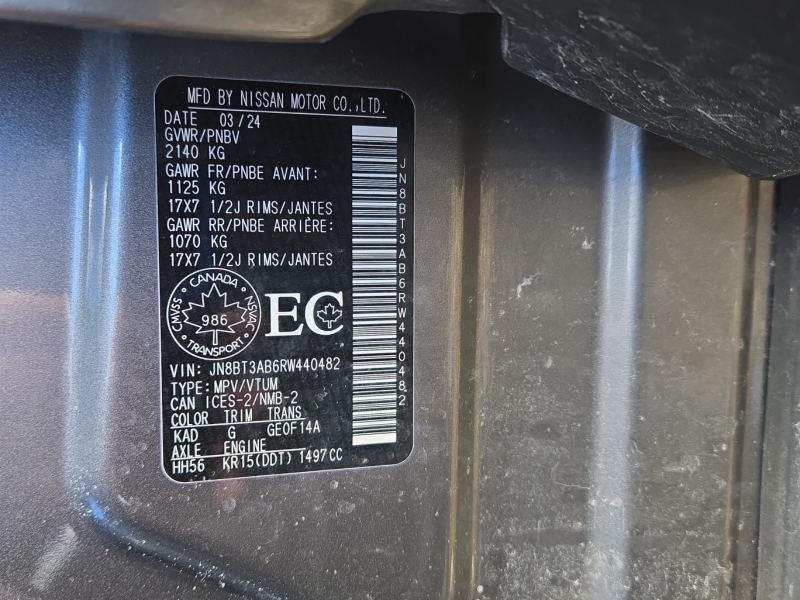 MFD BY NISSAN MOTOR CO.,LTD.
DATE 03/24
GVWR/PNBV
2140 KG
GAWR FR/PNBE AVANT:
1125 KG
17X7 1/2J RIMS/JANTES
GAWR RR/PNBE ARRIÈRE:
1070 KG
17X7 1/2J RIMS/JANTES
CANADA
CMVSS NSVAC
986
TRANSPORT
EC
VIN: JN8BT3AB6RW440482
TYPE:MPV/VTUM
CAN ICES-2/NMB-2
COLOR TRIM TRANS
KAD G GE0F14A
AXLE ENGINE
HH56 KR15(DDT) 1497CC
JN8BT3AB6RW440482